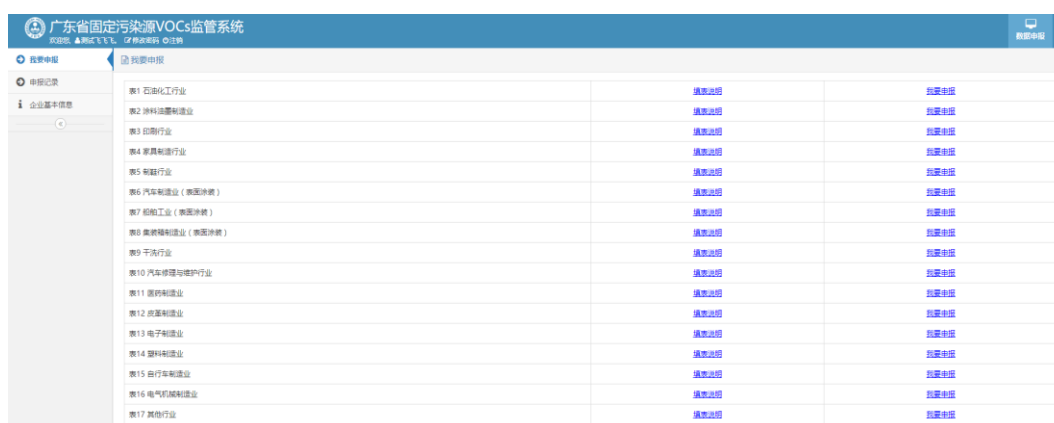 广东省固定污染源VOCs监管系统
欢迎您, 测试飞飞飞, 修改密码 注销
数据申报
我要申报
我要申报
申报记录
企业基本信息
表1 石油化工行业 填表说明 我要申报
表2 涂料油墨制造业 填表说明 我要申报
表3 印刷行业 填表说明 我要申报
表4 家具制造行业 填表说明 我要申报
表5 制鞋行业 填表说明 我要申报
表6 汽车制造业（表面涂装） 填表说明 我要申报
表7 船舶工业（表面涂装） 填表说明 我要申报
表8 集装箱制造业（表面涂装） 填表说明 我要申报
表9 干洗行业 填表说明 我要申报
表10 汽车修理与维护行业 填表说明 我要申报
表11 医药制造业 填表说明 我要申报
表12 皮革制造业 填表说明 我要申报
表13 电子制造业 填表说明 我要申报
表14 塑料制造业 填表说明 我要申报
表15 自行车制造业 填表说明 我要申报
表16 电气机械制造业 填表说明 我要申报
表17 其他行业 填表说明 我要申报